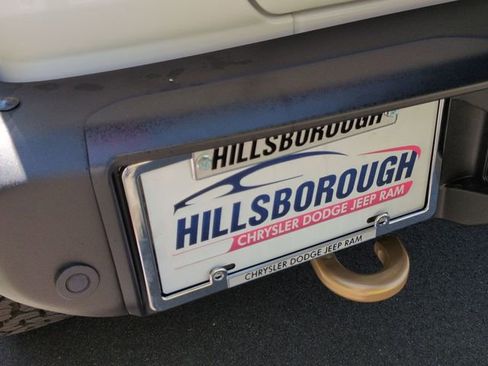 HILLSBOROUGH
HILLSBOROUGH
CHRYSLER DODGE JEEP RAM
CHRYSLER DODGE JEEP RAM